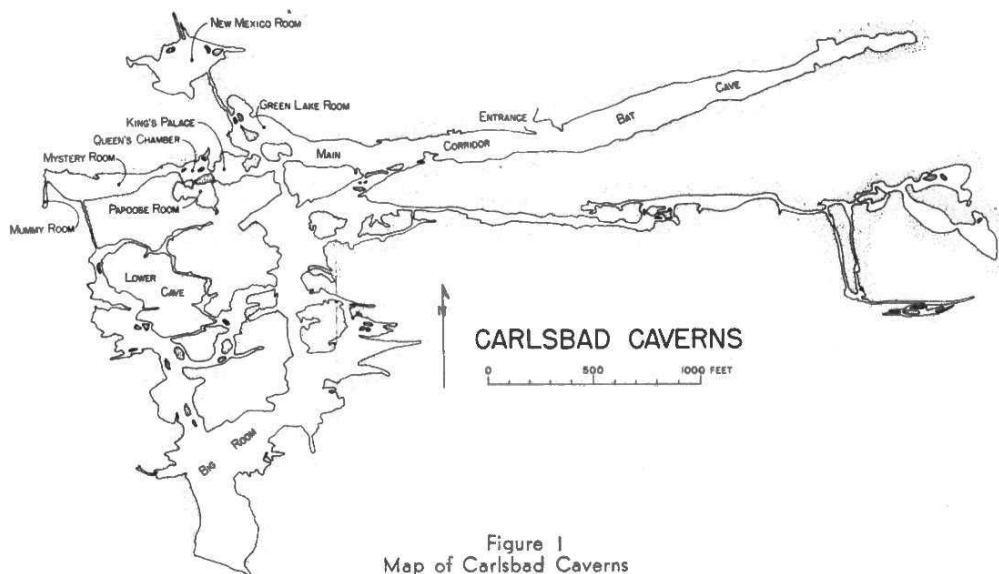 NEW MEXICO ROOM
GREEN LAKE ROOM
KING'S PALACE
QUEEN'S CHAMBER
MYSTERY ROOM
ENTRANCE
MAIN
CORRIDOR
BAT
CAVE
PAPOOSE ROOM
MUMMY ROOM
LOWER
CAVE
BIG
ROOM
N
CARLSBAD CAVERNS
0 500 1000 FEET
Figure 1
Map of Carlsbad Caverns